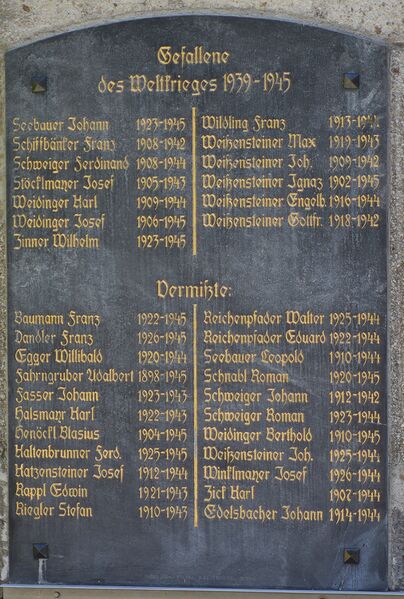 Gefallene
des Weltkrieges 1939-1945
Seebauer Johann 1923-1945
Schiffbänker Franz 1908-1942
Schweiger Ferdinand 1908-1944
Stöcklmayer Josef 1905-1943
Weidinger Karl 1909-1944
Weidinger Josef 1906-1945
Zinner Wilhelm 1923-1945
Wildling Franz
Weißensteiner Max 1919-1943
Weißensteiner Joh. 1909-1942
Weißensteiner Ignaz 1902-1945
Weißensteiner Engelb. 1916-1944
Weißensteiner Gottfr. 1918-1942
Vermißte:
Baumann Franz 1922-1945
Dandler Franz 1926-1945
Egger Willibald 1920-1944
Fahrngruber Adalbert 1898-1945
Fasser Johann 1923-1943
Halsmayr Karl 1922-1943
Henöckl Blasius 1904-1945
Haltenbrunner Ferd. 1925-1945
Hatzensteiner Josef 1912-1944
Rappl Edwin 1921-1943
Riegler Stefan 1910-1943
Reichenpfader Walter 1925-1944
Reichenpfader Eduard 1922-1944
Seebauer Leopold 1910-1944
Schnabl Roman 1920-1945
Schweiger Johann 1912-1942
Schweiger Roman 1923-1944
Weidinger Berthold 1910-1945
Weißensteiner Joh. 1925-1944
Winklmayer Josef 1926-1944
Zick Karl 1907-1944
Edelsbacher Johann 1914-1944